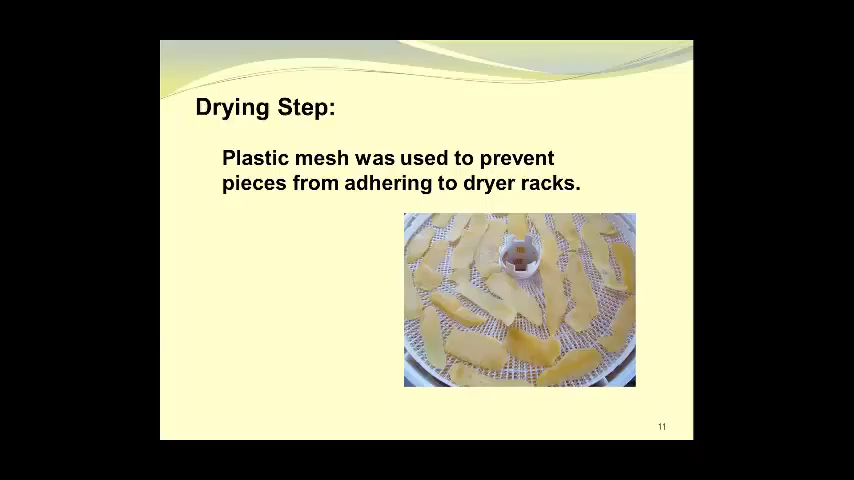 Drying Step:
Plastic mesh was used to prevent
pieces from adhering to dryer racks.
11